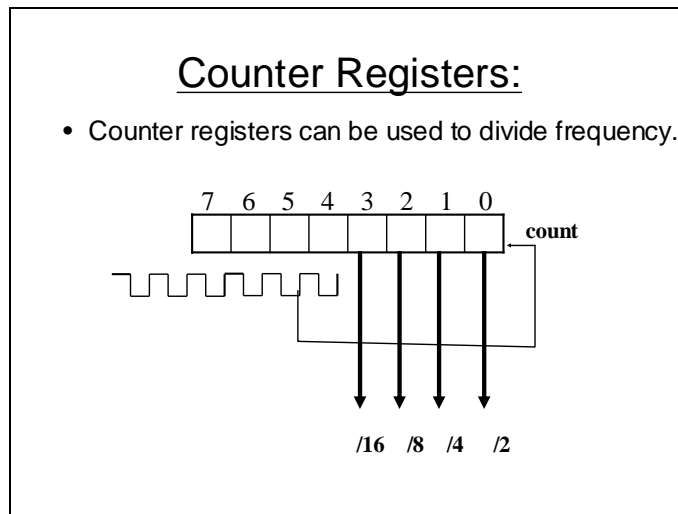 Counter Registers:
• Counter registers can be used to divide frequency.
7 6 5 4 3 2 1 0
count
/16 /8 /4 /2